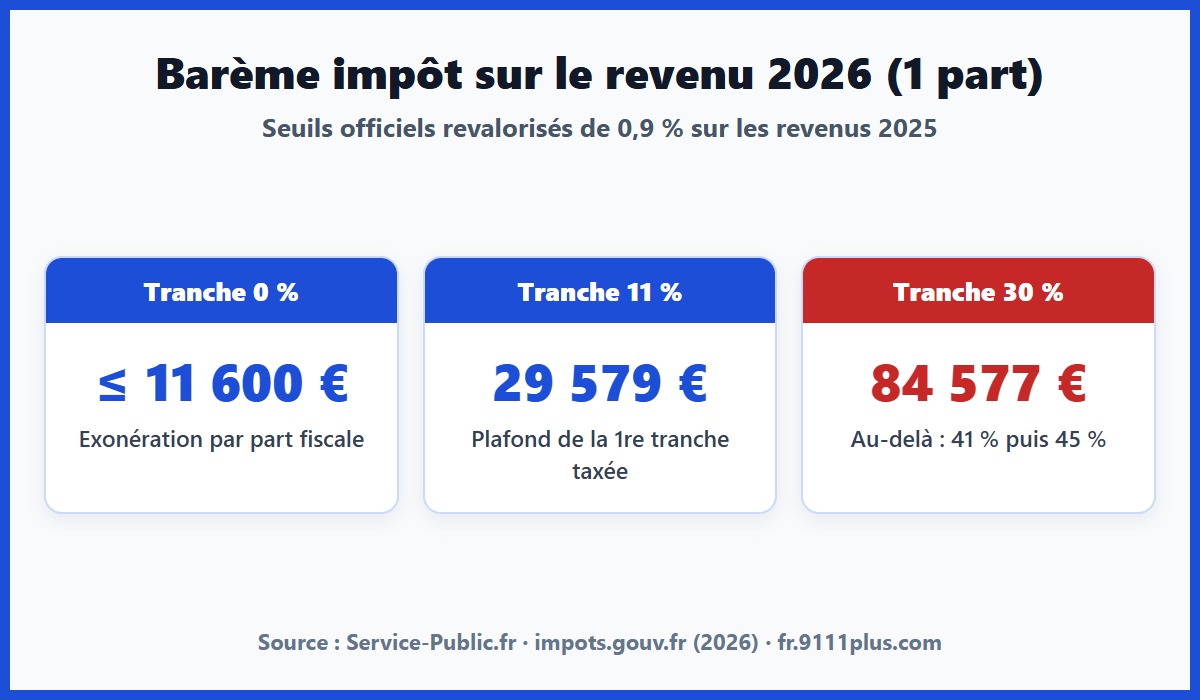 Barème impôt sur le revenu 2026 (1 part)
Seuils officiels revalorisés de 0,9 % sur les revenus 2025
Tranche 0 %
≤ 11 600 €
Exonération par part fiscale
Tranche 11 %
29 579 €
Plafond de la 1re tranche
taxée
Tranche 30 %
84 577 €
Au-delà : 41 % puis 45 %
Source : Service-Public.fr · impots.gouv.fr (2026) · fr.9111plus.com